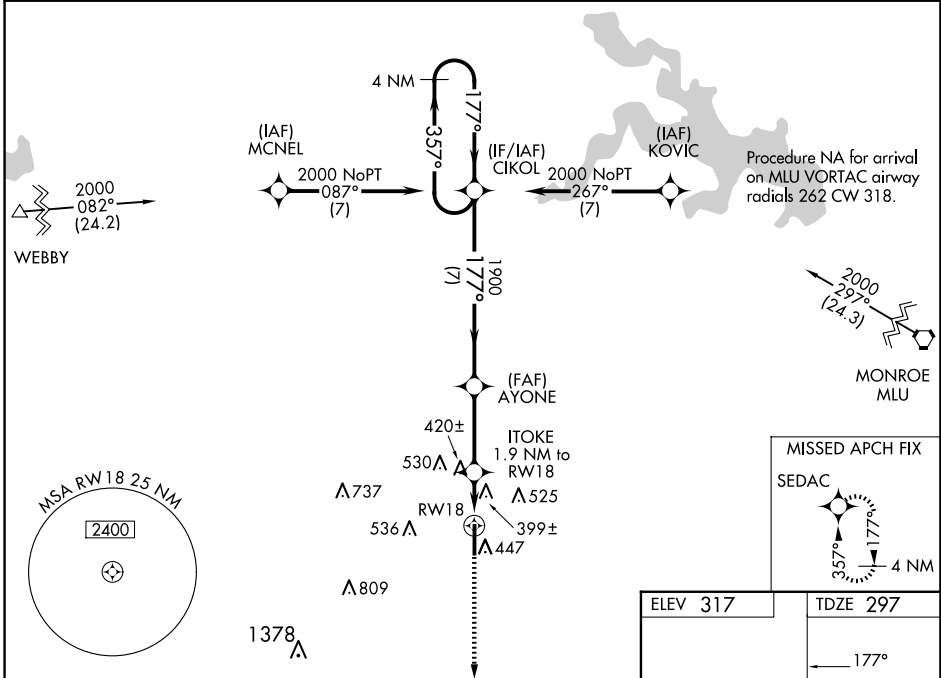 4 NM
177°
357°
(IAF)
MCNEL
2000 NoPT
087°
(7)
(IF/IAF)
CIKOL
2000 NoPT
267°
(7)
(IAF)
KOVIC
Procedure NA for arrival
on MLU VORTAC airway
radials 262 CW 318.
2000
082°
(24.2)
WEBBY
1900
177°
(7)
2000
297°
(24.3)
MONROE
MLU
(FAF)
AYONE
420±
ITOKE
1.9 NM to
RW18
530
737
525
RW18
536
399±
447
809
1378
MSA RW18 25 NM
2400
MISSED APCH FIX
SEDAC
357°
177°
4 NM
ELEV 317
TDZE 297
177°